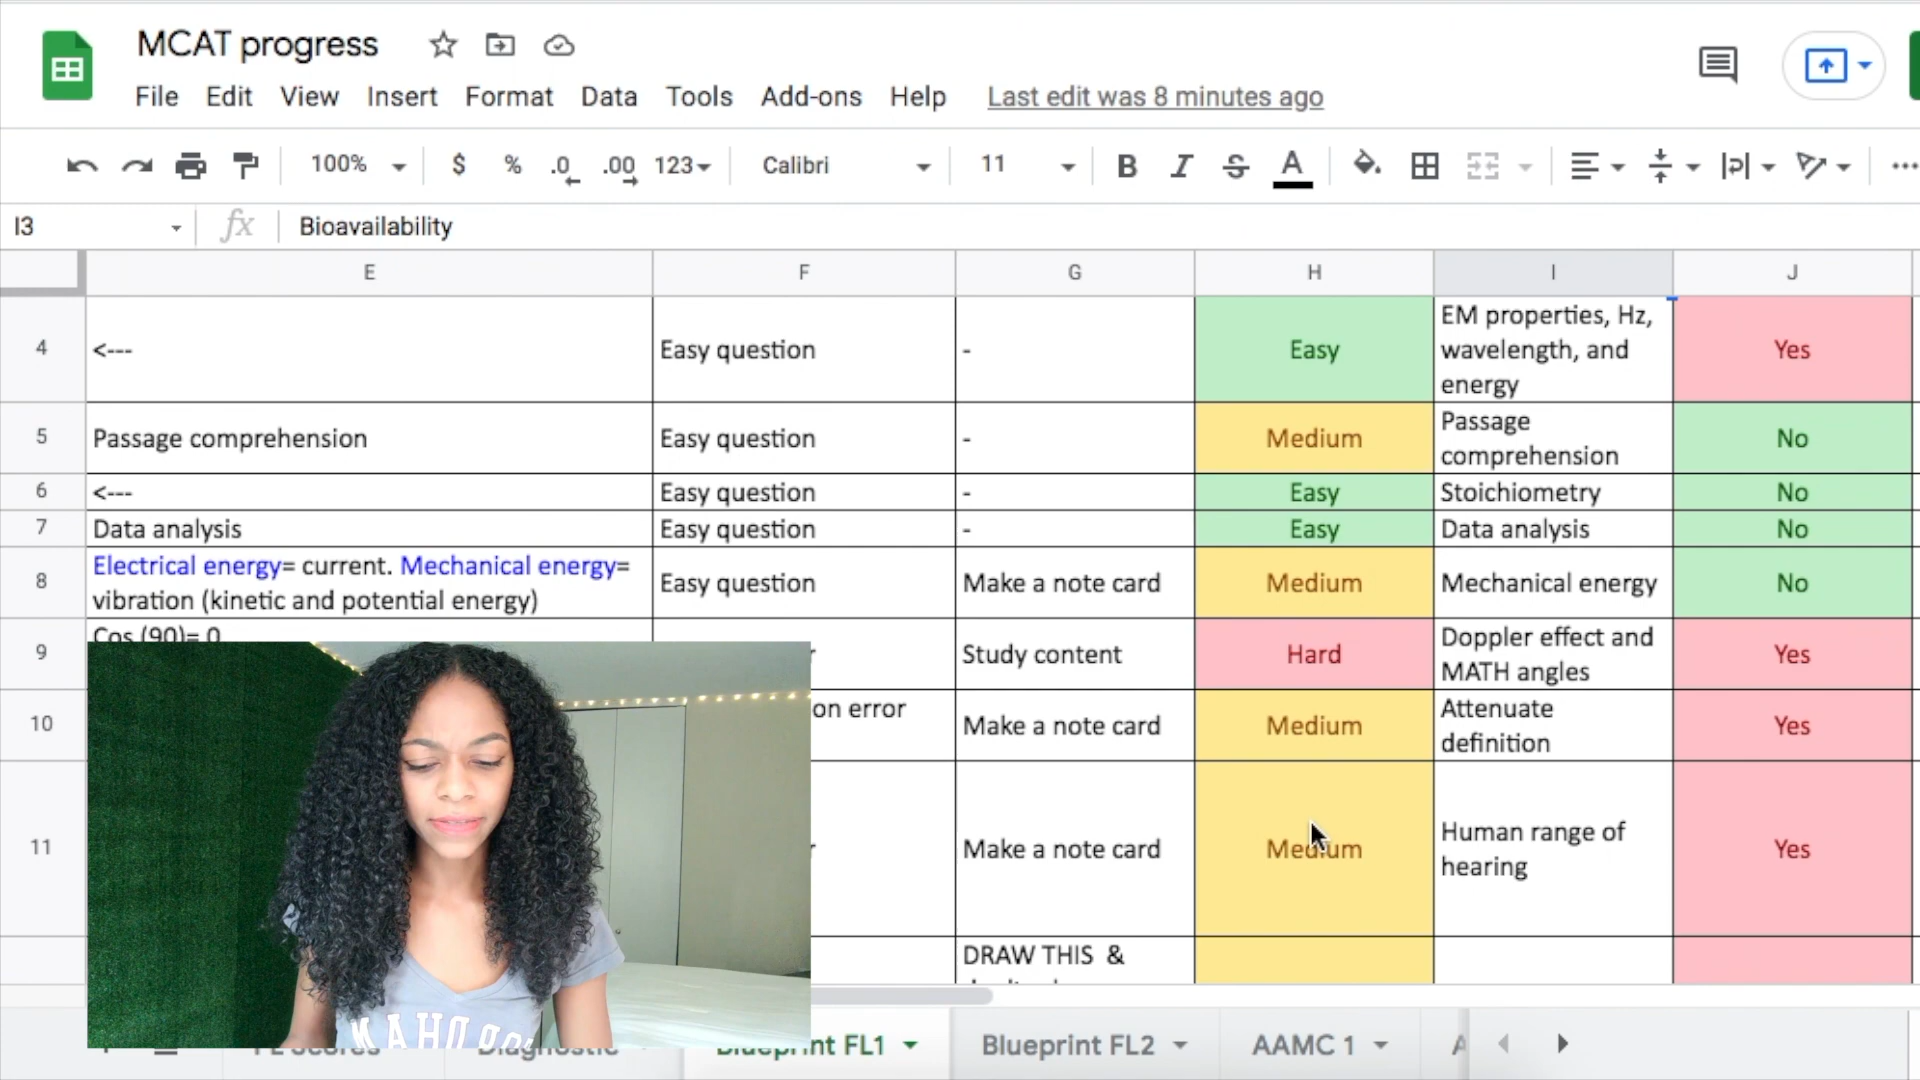 MCAT progress
File Edit View Insert Format Data Tools Add-ons Help Last edit was 8 minutes ago
100% $ % .0 .00 123 Calibri 11 B I S A
I3 fx Bioavailability
E F G H I J
4 <--- Easy question - Easy EM properties, Hz, Yes
wavelength, and
energy
5 Passage comprehension Easy question - Medium Passage No
comprehension
6 <--- Easy question - Easy Stoichiometry No
7 Data analysis Easy question - Easy Data analysis No
8 Electrical energy= current. Mechanical energy= Easy question Make a note card Medium Mechanical energy No
vibration (kinetic and potential energy)
9 Cos (90)= 0 Study content Hard Doppler effect and Yes
MATH angles
10 on error Make a note card Medium Attenuate Yes
definition
11 Make a note card Medium Human range of Yes
hearing
DRAW THIS &
FL Scores Diagnostic Blueprint FL1 Blueprint FL2 AAMC 1